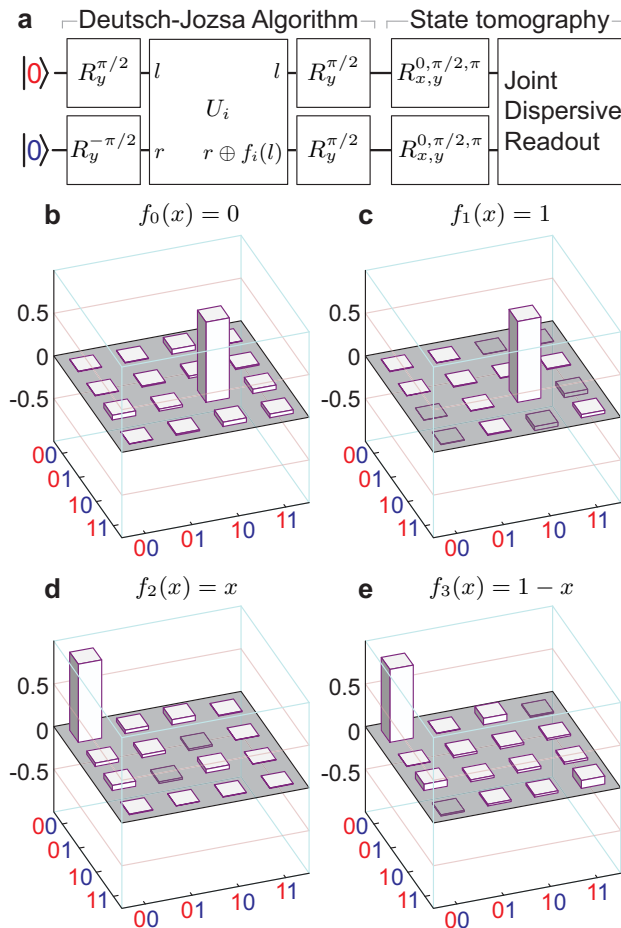 a Deutsch-Jozsa Algorithm State tomography
|0⟩ R_y^{π/2} l l R_y^{π/2} R_{x,y}^{0,π/2,π} Joint
U_i Dispersive
|0⟩ R_y^{−π/2} r r ⊕ f_i(l) R_y^{π/2} R_{x,y}^{0,π/2,π} Readout
b f_0(x) = 0
0.5
0
-0.5
00
01
10
11
00 01 10 11
c f_1(x) = 1
0.5
0
-0.5
00
01
10
11
00 01 10 11
d f_2(x) = x
0.5
0
-0.5
00
01
10
11
00 01 10 11
e f_3(x) = 1 − x
0.5
0
-0.5
00
01
10
11
00 01 10 11